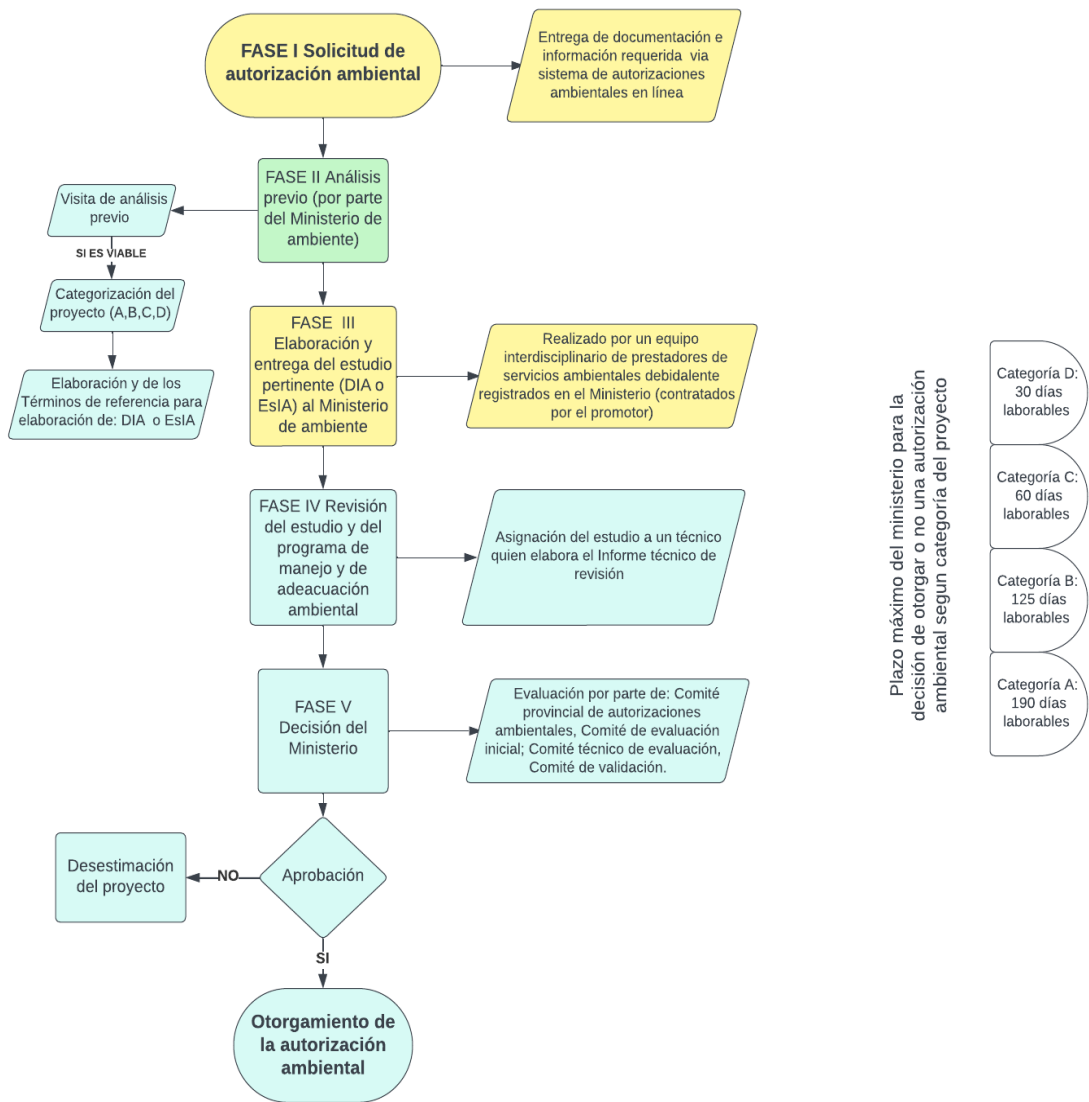 FASE I Solicitud de
autorización ambiental
Entrega de documentación e
información requerida via
sistema de autorizaciones
ambientales en línea
FASE II Análisis
previo (por parte
del Ministerio de
ambiente)
Visita de análisis
previo
SI ES VIABLE
Categorización del
proyecto (A,B,C,D)
Elaboración y de los
Términos de referencia para
elaboración de: DIA o EsIA
FASE III
Elaboración y
entrega del estudio
pertinente (DIA o
EsIA) al Ministerio
de ambiente
Realizado por un equipo
interdisciplinario de prestadores de
servicios ambientales debidalente
registrados en el Ministerio (contratados
por el promotor)
FASE IV Revisión
del estudio y del
programa de
manejo y de
adeacuación
ambiental
Asignación del estudio a un técnico
quien elabora el Informe técnico de
revisión
FASE V
Decisión del
Ministerio
Evaluación por parte de: Comité
provincial de autorizaciones
ambientales, Comité de evaluación
inicial; Comité técnico de evaluación,
Comité de validación.
Aprobación
NO
Desestimación
del proyecto
SI
Otorgamiento de
la autorización
ambiental
Plazo máximo del ministerio para la
decisión de otorgar o no una autorización
ambiental segun categoría del proyecto
Categoría D:
30 días
laborables
Categoría C:
60 días
laborables
Categoría B:
125 días
laborables
Categoría A:
190 días
laborables